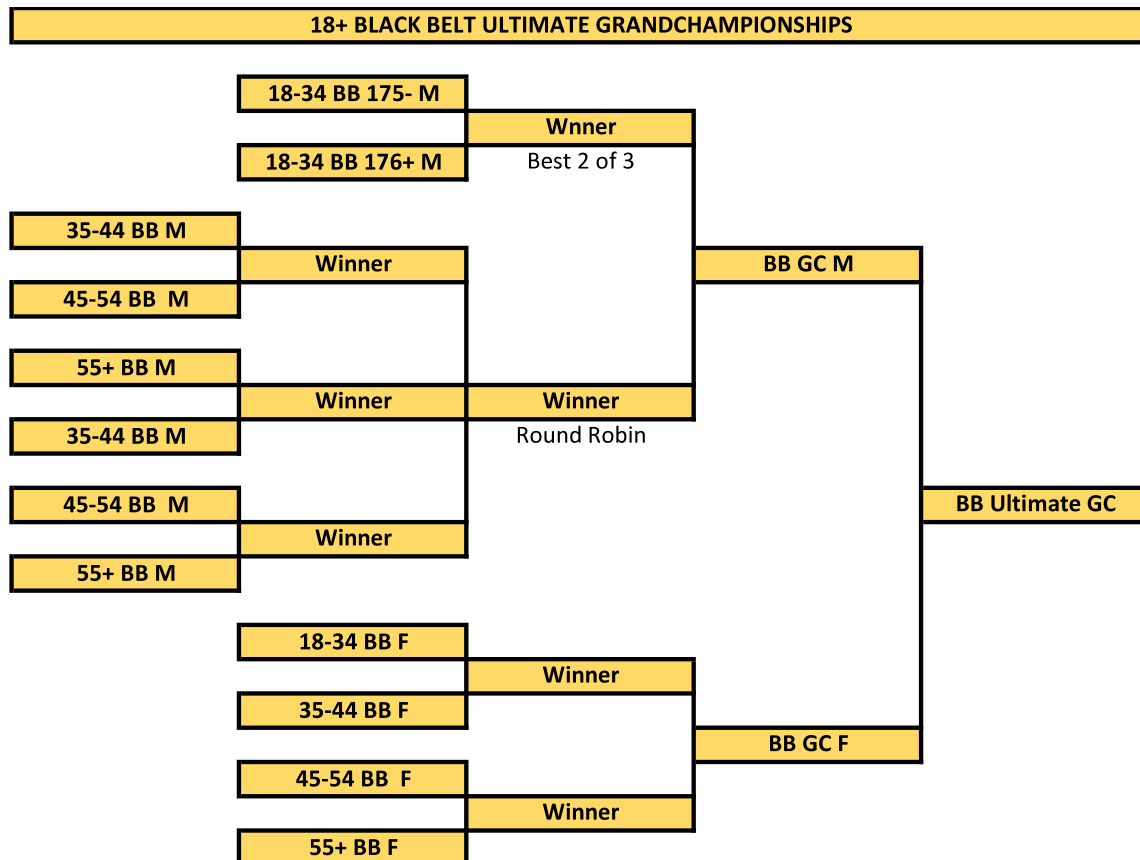 18+ BLACK BELT ULTIMATE GRANDCHAMPIONSHIPS
18-34 BB 175- M
Wnner
18-34 BB 176+ M
Best 2 of 3
35-44 BB M
Winner
BB GC M
45-54 BB  M
55+ BB M
Winner
Winner
35-44 BB M
Round Robin
45-54 BB  M
BB Ultimate GC
Winner
55+ BB M
18-34 BB F
Winner
35-44 BB F
BB GC F
45-54 BB  F
Winner
55+ BB F